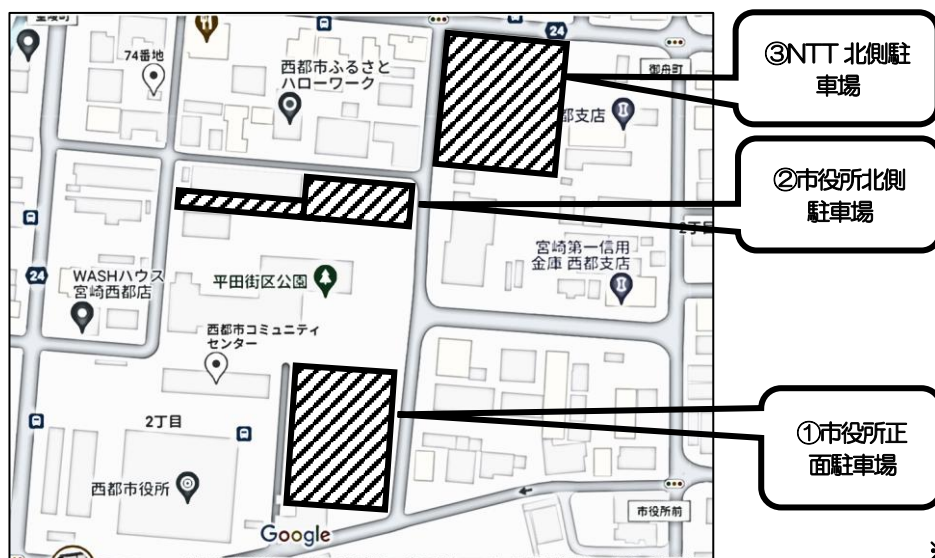 74番地
24
西都市ふるさと
ハローワーク
御舟町
都支店
③NTT 北側駐
車場
②市役所北側
駐車場
2丁目
24
WASHハウス
宮崎西都店
平田街区公園
宮崎第一信用
金庫 西都支店
西都市コミュニティ
センター
2丁目
①市役所正
面駐車場
西都市役所
市役所前
Google